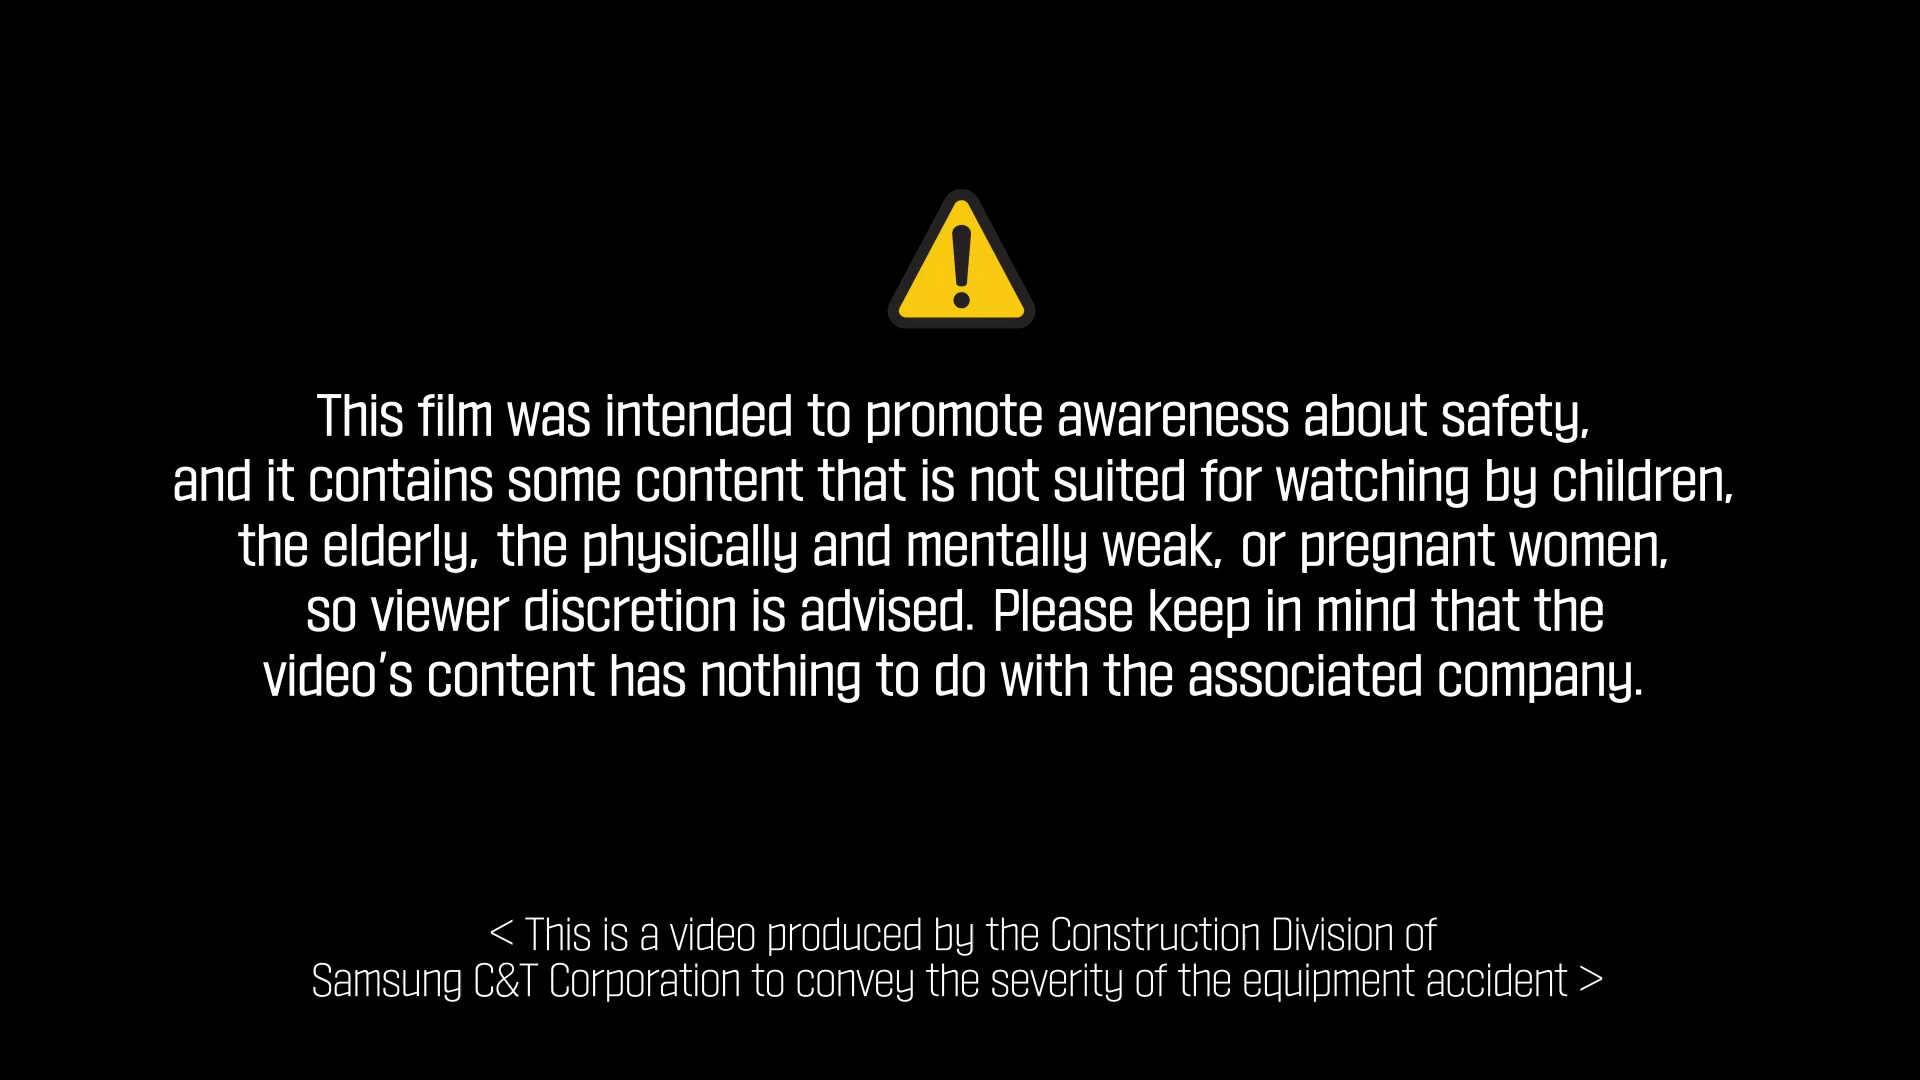 This film was intended to promote awareness about safety,
and it contains some content that is not suited for watching by children,
the elderly, the physically and mentally weak, or pregnant women,
so viewer discretion is advised. Please keep in mind that the
video's content has nothing to do with the associated company.
< This is a video produced by the Construction Division of
Samsung C&T Corporation to convey the severity of the equipment accident >